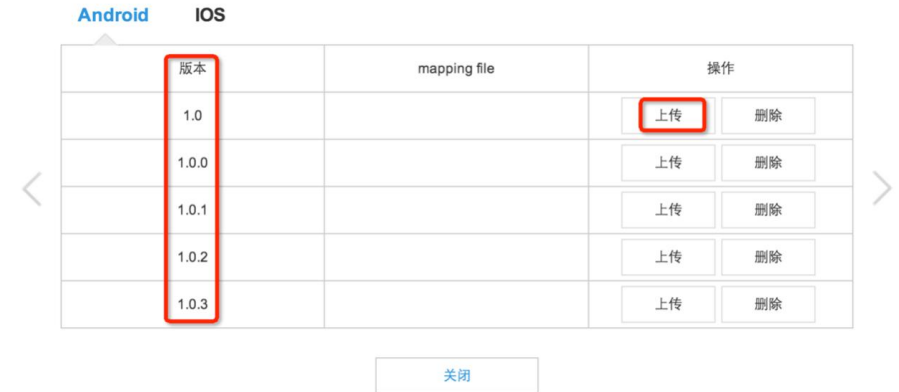 Android IOS
版本 mapping file 操作
1.0 上传 删除
1.0.0 上传 删除
1.0.1 上传 删除
1.0.2 上传 删除
1.0.3 上传 删除
关闭